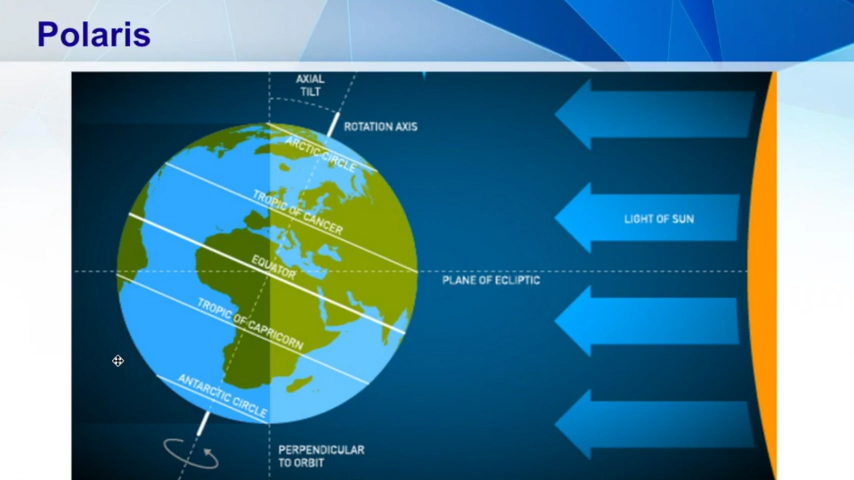 Polaris
AXIAL
TILT
ROTATION AXIS
ARCTIC CIRCLE
TROPIC OF CANCER
LIGHT OF SUN
EQUATOR
PLANE OF ECLIPTIC
TROPIC OF CAPRICORN
ANTARCTIC CIRCLE
PERPENDICULAR
TO ORBIT